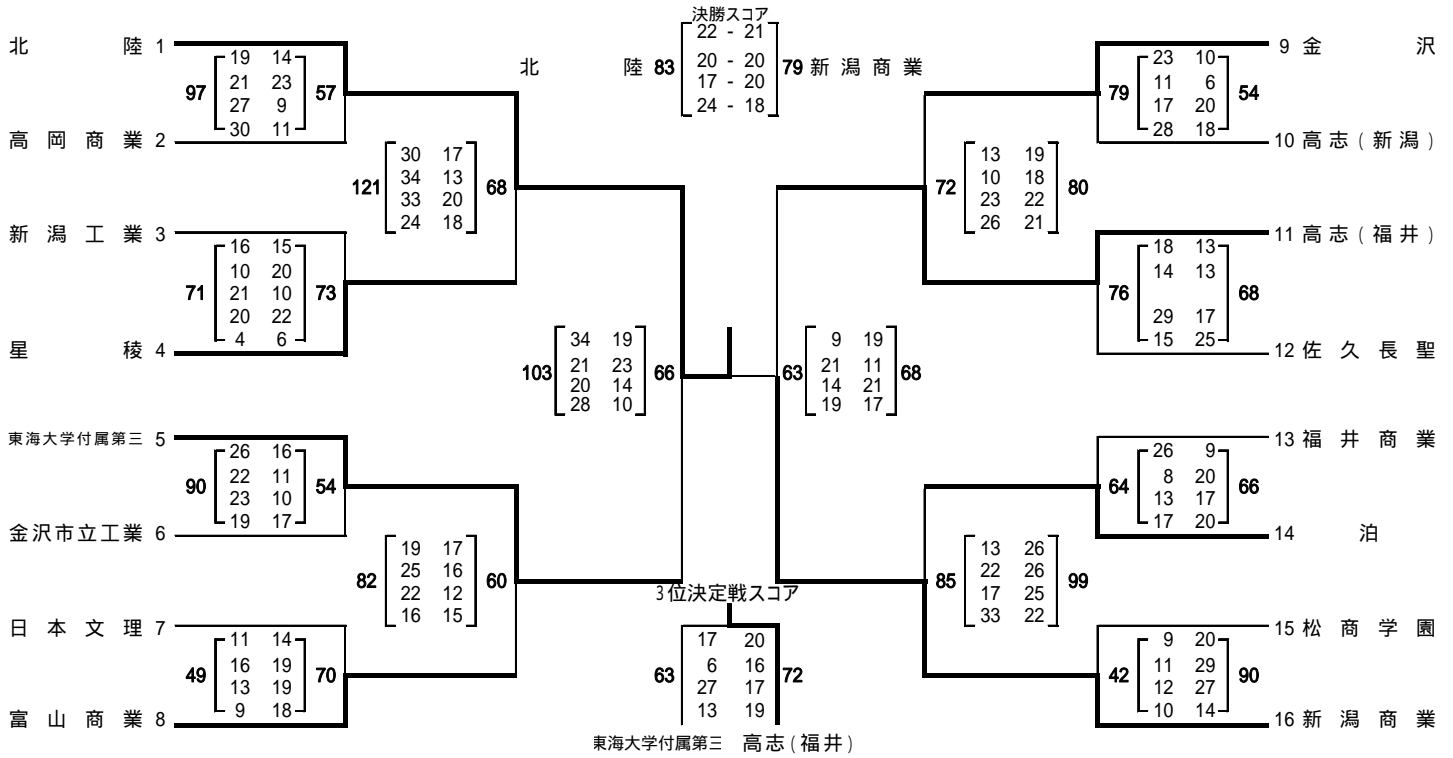 決勝スコア
北陸 83 22 - 21 79 新潟商業
20 - 20
17 - 20
24 - 18
北陸 1
97 19 14 57
21 23
27 9
30 11
高岡商業 2
121 30 17 68
34 13
33 20
24 18
新潟工業 3
71 16 15 73
10 20
21 10
20 22
4 6
星稜 4
103 34 19 66
21 23
20 14
28 10
東海大学付属第三 5
90 26 16 54
22 11
23 10
19 17
金沢市立工業 6
82 19 17 60
25 16
22 12
16 15
日本文理 7
49 11 14 70
16 19
13 19
9 18
富山商業 8
9 金沢
79 23 10 54
11 6
17 20
28 18
10 高志(新潟)
72 13 19 80
10 18
23 22
26 21
11 高志(福井)
76 18 13 68
14 13
29 17
15 25
12 佐久長聖
63 9 19 68
21 11
14 21
19 17
13 福井商業
64 26 9 66
8 20
13 17
17 20
14 泊
85 13 26 99
22 26
17 25
33 22
15 松商学園
42 9 20 90
11 29
12 27
10 14
16 新潟商業
3位決定戦スコア
63 17 20 72
6 16
27 17
13 19
東海大学付属第三 高志(福井)